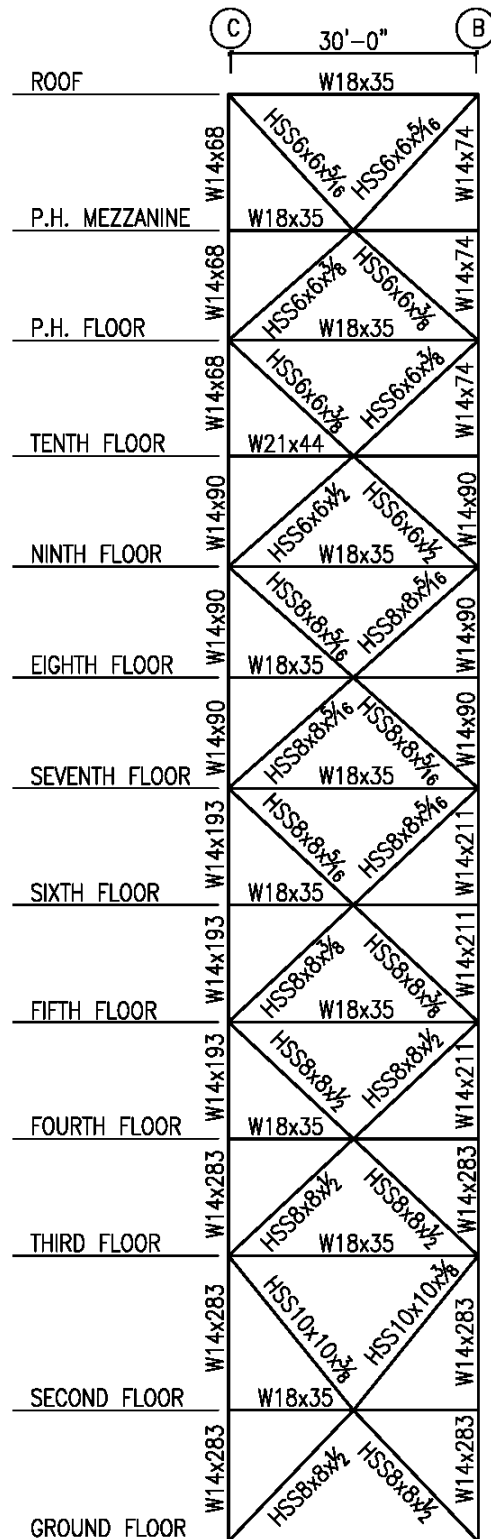 C B
30'-0"
ROOF W18x35
W14x68 HSS6x6x5/16 HSS6x6x5/16 W14x74
P.H. MEZZANINE W18x35
W14x68 HSS6x6x3/8 HSS6x6x3/8 W14x74
P.H. FLOOR W18x35
W14x68 HSS6x6x3/8 HSS6x6x3/8 W14x74
TENTH FLOOR W21x44
W14x90 HSS6x6x1/2 HSS6x6x1/2 W14x90
NINTH FLOOR W18x35
W14x90 HSS8x8x5/16 HSS8x8x5/16 W14x90
EIGHTH FLOOR W18x35
W14x90 HSS8x8x5/16 HSS8x8x5/16 W14x90
SEVENTH FLOOR W18x35
W14x193 HSS8x8x5/16 HSS8x8x5/16 W14x211
SIXTH FLOOR W18x35
W14x193 HSS8x8x3/8 HSS8x8x3/8 W14x211
FIFTH FLOOR W18x35
W14x193 HSS8x8x1/2 HSS8x8x1/2 W14x211
FOURTH FLOOR W18x35
W14x283 HSS8x8x1/2 HSS8x8x1/2 W14x283
THIRD FLOOR W18x35
W14x283 HSS10x10x3/8 HSS10x10x3/8 W14x283
SECOND FLOOR W18x35
W14x283 HSS8x8x1/2 HSS8x8x1/2 W14x283
GROUND FLOOR